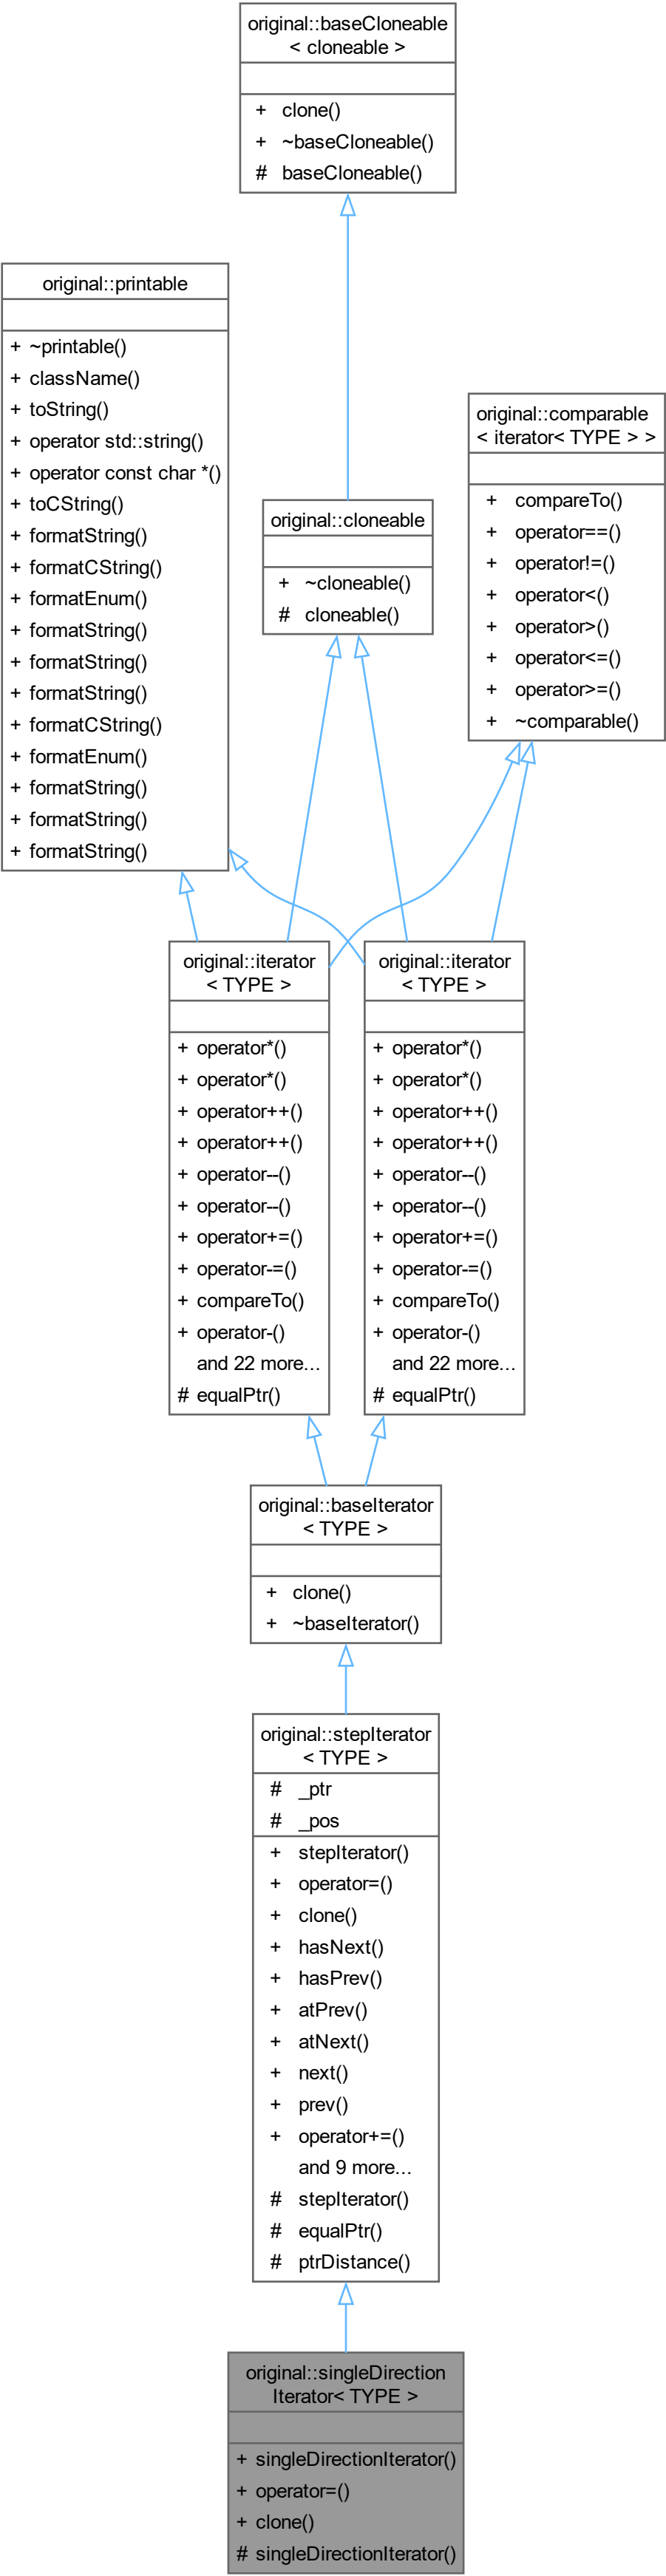 original::baseCloneable
< cloneable >
+ clone()
+ ~baseCloneable()
# baseCloneable()
original::printable
+ ~printable()
+ className()
+ toString()
+ operator std::string()
+ operator const char *()
+ toCString()
+ formatString()
+ formatCString()
+ formatEnum()
+ formatString()
+ formatString()
+ formatString()
+ formatCString()
+ formatEnum()
+ formatString()
+ formatString()
+ formatString()
original::cloneable
+ ~cloneable()
# cloneable()
original::comparable
< iterator< TYPE > >
+ compareTo()
+ operator==()
+ operator!=()
+ operator<()
+ operator>()
+ operator<=()
+ operator>=()
+ ~comparable()
original::iterator
< TYPE >
+ operator*()
+ operator*()
+ operator++()
+ operator++()
+ operator--()
+ operator--()
+ operator+=()
+ operator-=()
+ compareTo()
+ operator-()
and 22 more...
# equalPtr()
original::iterator
< TYPE >
+ operator*()
+ operator*()
+ operator++()
+ operator++()
+ operator--()
+ operator--()
+ operator+=()
+ operator-=()
+ compareTo()
+ operator-()
and 22 more...
# equalPtr()
original::baseIterator
< TYPE >
+ clone()
+ ~baseIterator()
original::stepIterator
< TYPE >
# _ptr
# _pos
+ stepIterator()
+ operator=()
+ clone()
+ hasNext()
+ hasPrev()
+ atPrev()
+ atNext()
+ next()
+ prev()
+ operator+=()
and 9 more...
# stepIterator()
# equalPtr()
# ptrDistance()
original::singleDirection
Iterator< TYPE >
+ singleDirectionIterator()
+ operator=()
+ clone()
# singleDirectionIterator()